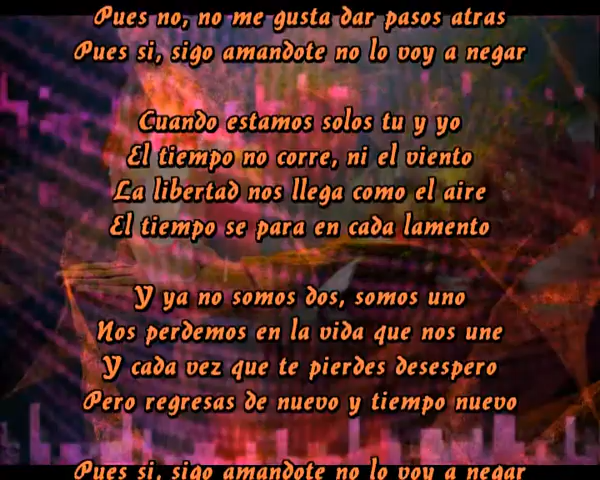 Pues no, no me gusta dar pasos atras
Pues si, sigo amandote no lo voy a negar
Cuando estamos solos tu y yo
El tiempo no corre, ni el viento
La libertad nos llega como el aire
El tiempo se para en cada lamento
Y ya no somos dos, somos uno
Nos perdemos en la vida que nos une
Y cada vez que te pierdes desespero
Pero regresas de nuevo y tiempo nuevo
Pues si, sigo amandote no lo voy a negar